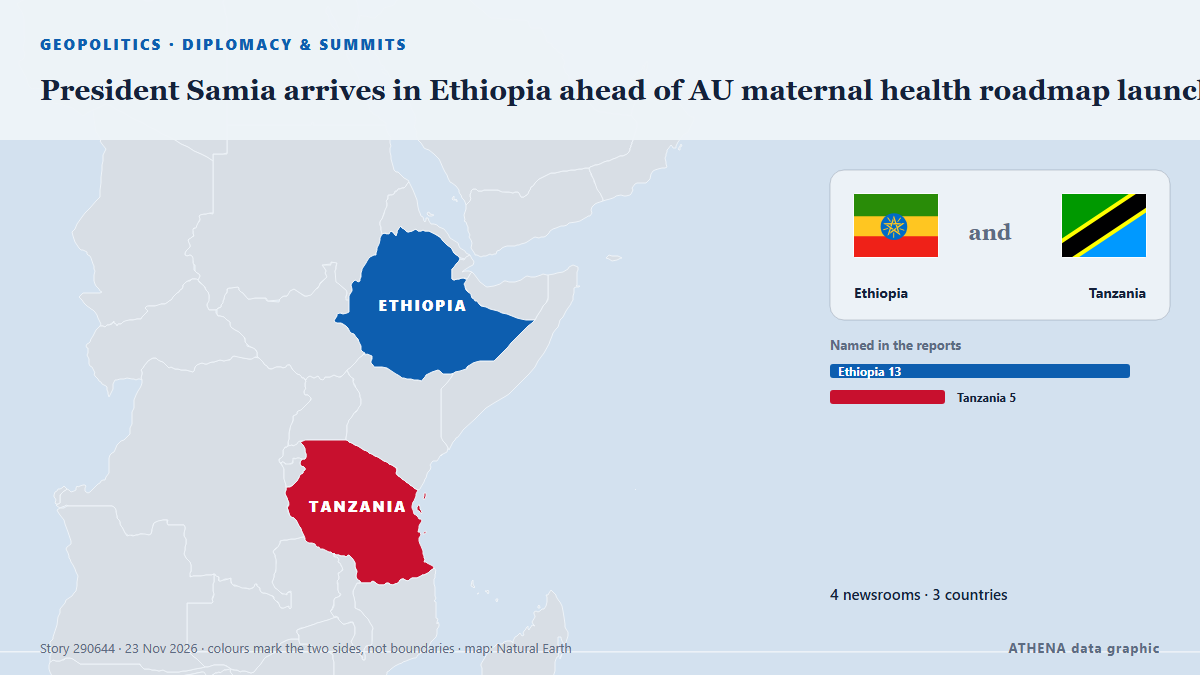 GEOPOLITICS · DIPLOMACY & SUMMITS
President Samia arrives in Ethiopia ahead of AU maternal health roadmap launch
ETHIOPIA
TANZANIA
and
Ethiopia
Tanzania
Named in the reports
Ethiopia 13
Tanzania 5
4 newsrooms · 3 countries
Story 290644 · 23 Nov 2026 · colours mark the two sides, not boundaries · map: Natural Earth
ATHENA data graphic